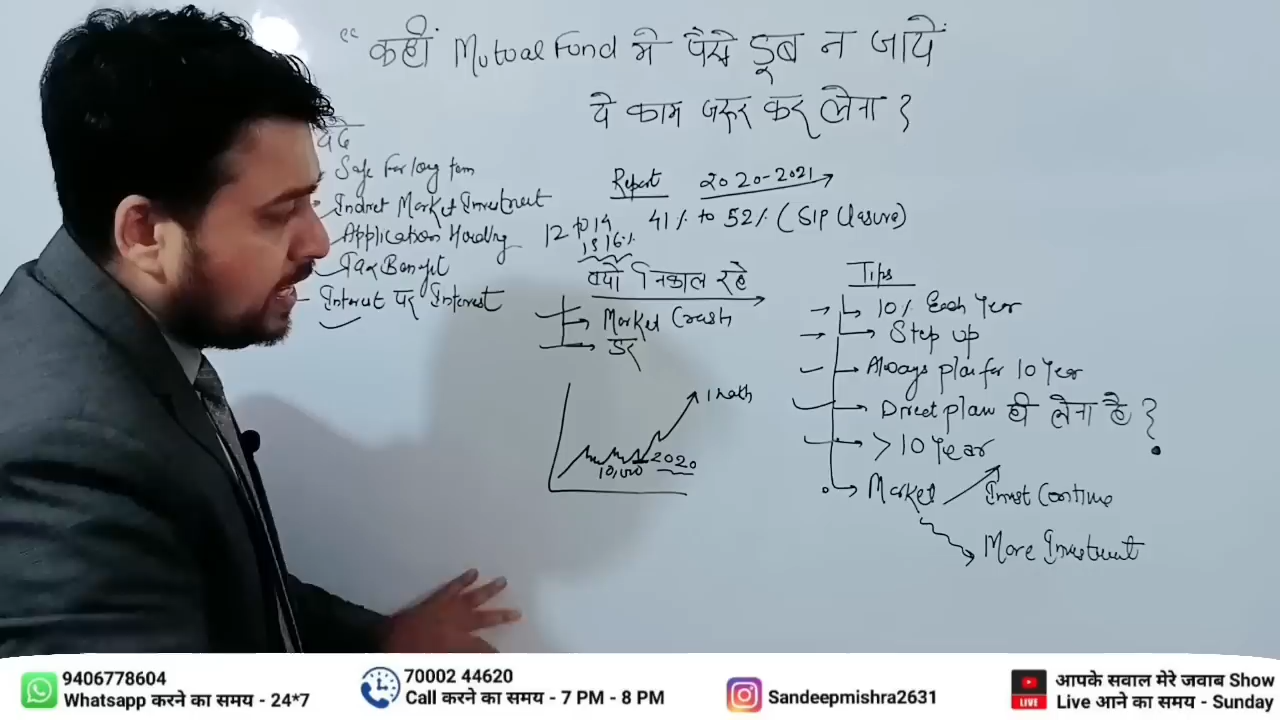 “ कहीं Mutual Fund मे पैसे डूब न जाये
ये काम जरूर कर लेना ?
Safe For long term
Indirect Market Investment
Application Handling
Tax Benefit
Interest पर Interest
Report 2020-2021
12 to 14 41% to 52% (SIP Closure)
15 16%
क्यों निकाल रहे
Market Crash
डर
10,000 2020
Tips
10% Each Year
Step up
Always plan for 10 Year
Direct plan ही लेना है ?
> 10 Year
Market Invest Continue
More Investment
9406778604
Whatsapp करने का समय - 24*7
70002 44620
Call करने का समय - 7 PM - 8 PM
Sandeepmishra2631
LIVE
आपके सवाल मेरे जवाब Show
Live आने का समय - Sunday